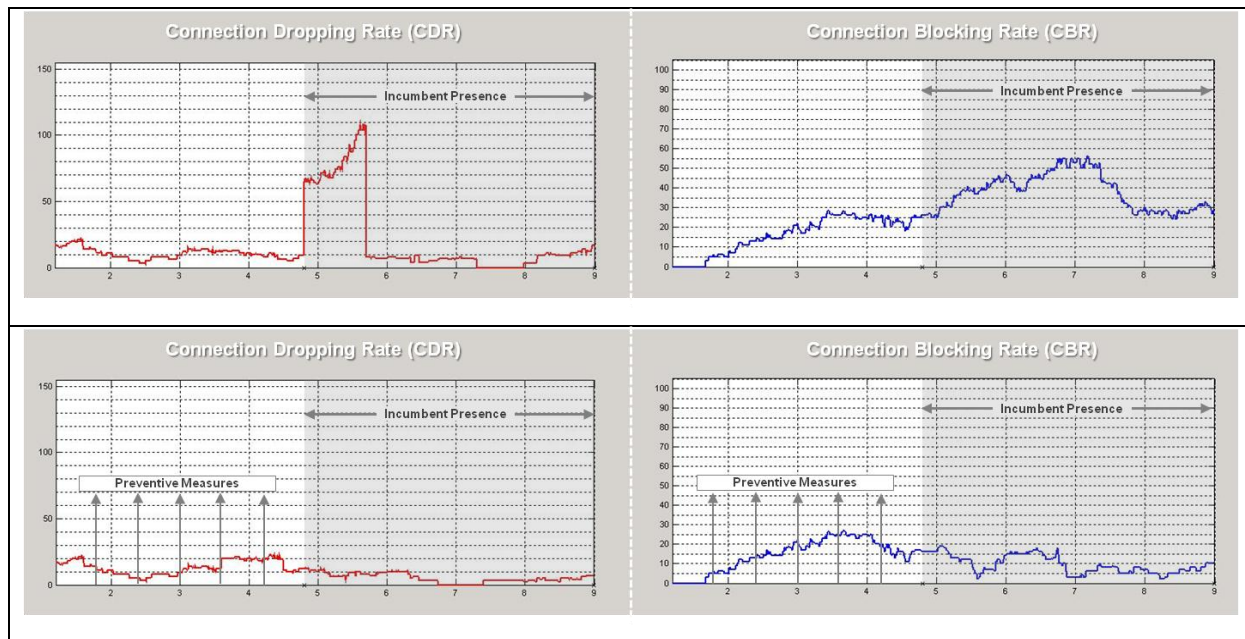 Connection Dropping Rate (CDR)
150
100
50
0
2 3 4 5 6 7 8 9
Incumbent Presence
Connection Blocking Rate (CBR)
100
90
80
70
60
50
40
30
20
10
0
2 3 4 5 6 7 8 9
Incumbent Presence
Connection Dropping Rate (CDR)
150
100
50
0
2 3 4 5 6 7 8 9
Incumbent Presence
Preventive Measures
Connection Blocking Rate (CBR)
100
90
80
70
60
50
40
30
20
10
0
2 3 4 5 6 7 8 9
Incumbent Presence
Preventive Measures